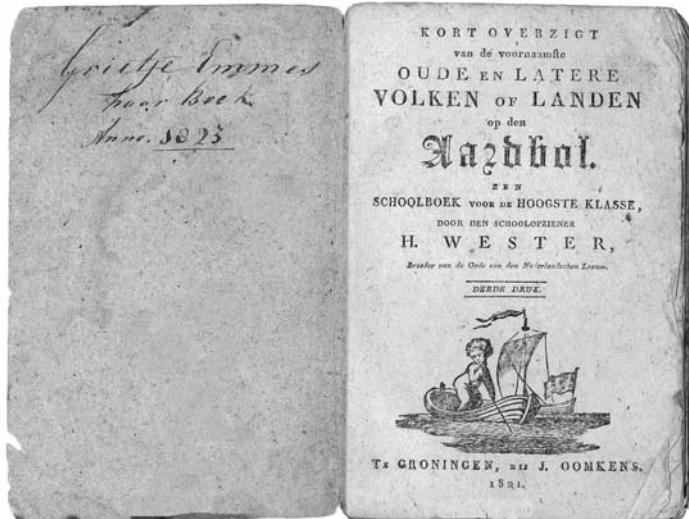 Grietje Emmes
haar Boek
Anno. 1823
KORT OVERZIGT
van de voornaamste
OUDE EN LATERE
VOLKEN OF LANDEN
op den
Aardbol.
EEN
SCHOOLBOEK VOOR DE HOOGSTE KLASSE,
DOOR DEN SCHOOLOPZIENER
H. WESTER,
Broeder van de Orde van den Nederlandschen Leeuw.
DERDE DRUK.
TE GRONINGEN, BIJ J. OOMKENS.
1821.